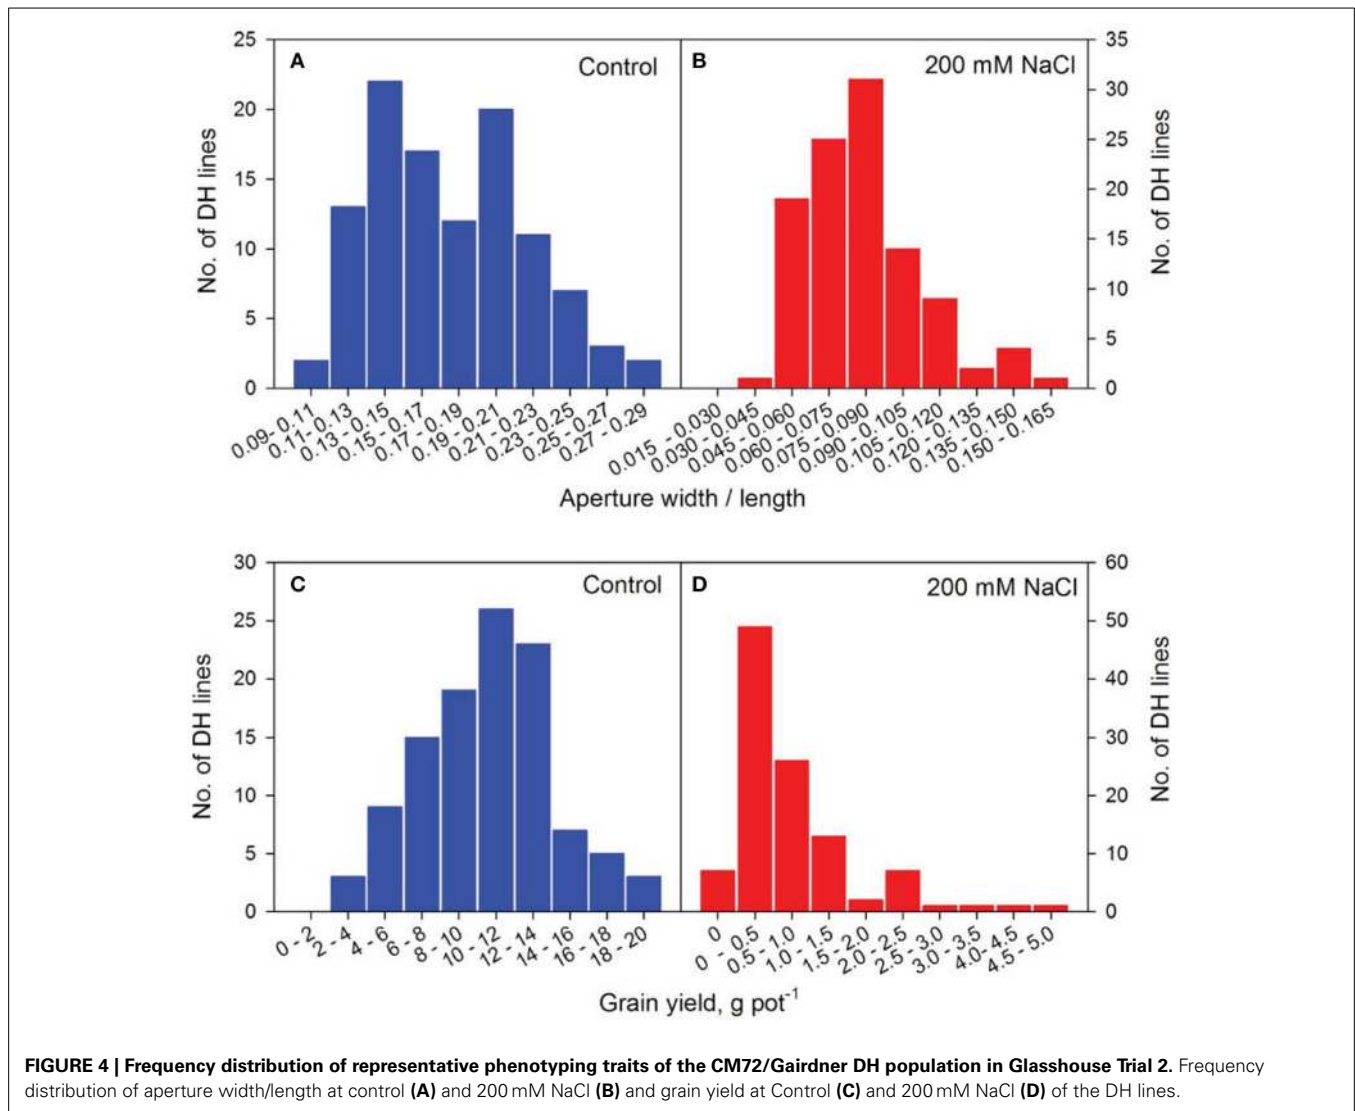 A
Control
B
200 mM NaCl
25
20
15
10
5
0
No. of DH lines
35
30
25
20
15
10
5
0
No. of DH lines
0.09- 0.11
0.11- 0.13
0.13 - 0.15
0.15 - 0.17
0.17 - 0.19
0.19 - 0.21
0.21 - 0.23
0.23 - 0.25
0.25 - 0.27
0.27 - 0.29
0.015 - 0.030
0.030 - 0.045
0.045 - 0.060
0.060 - 0.075
0.075 - 0.090
0.090 - 0.105
0.105 - 0.120
0.120 - 0.135
0.135 - 0.150
0.150 - 0.165
Aperture width / length
C
Control
D
200 mM NaCl
30
25
20
15
10
5
0
No. of DH lines
60
50
40
30
20
10
0
No. of DH lines
0 - 2
2 - 4
4 - 6
6 - 8
8 - 10
10 - 12
12 - 14
14 - 16
16 - 18
18 - 20
0
0 - 0.5
0.5 - 1.0
1.0 - 1.5
1.5 - 2.0
2.0 - 2.5
2.5 - 3.0
3.0 - 3.5
4.0 - 4.5
4.5 - 5.0
Grain yield, g pot⁻¹
FIGURE 4 | Frequency distribution of representative phenotyping traits of the CM72/Gairdner DH population in Glasshouse Trial 2. Frequency
distribution of aperture width/length at control (A) and 200 mM NaCl (B) and grain yield at Control (C) and 200 mM NaCl (D) of the DH lines.